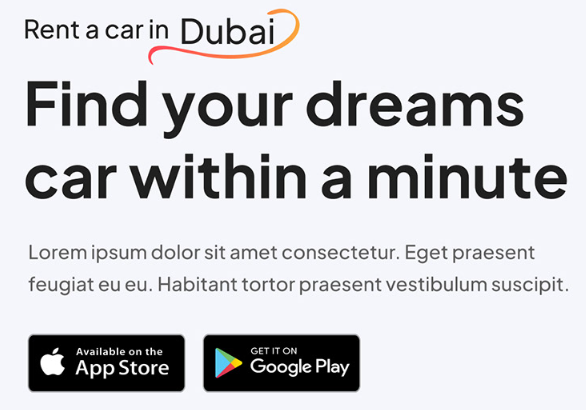 Rent a car in Dubai
Find your dreams
car within a minute
Lorem ipsum dolor sit amet consectetur. Eget praesent
feugiat eu eu. Habitant tortor praesent vestibulum suscipit.
Available on the
App Store
GET IT ON
Google Play